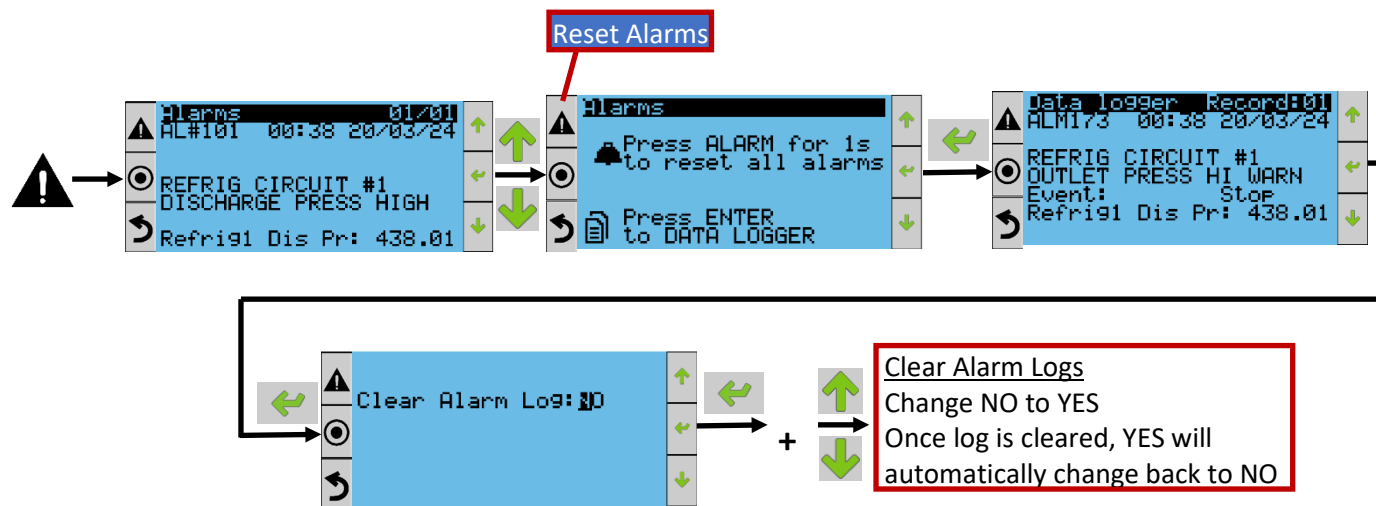 Reset Alarms
Alarms 01/01
AL#101 00:38 20/03/24
REFRIG CIRCUIT #1
DISCHARGE PRESS HIGH
Refrig1 Dis Pr: 438.01
Alarms
Press ALARM for 1s
to reset all alarms
Press ENTER
to DATA LOGGER
Data logger Record:01
ALM173 00:38 20/03/24
REFRIG CIRCUIT #1
OUTLET PRESS HI WARN
Event: Stop
Refrig1 Dis Pr: 438.01
Clear Alarm Log:NO
+
Clear Alarm Logs
Change NO to YES
Once log is cleared, YES will
automatically change back to NO